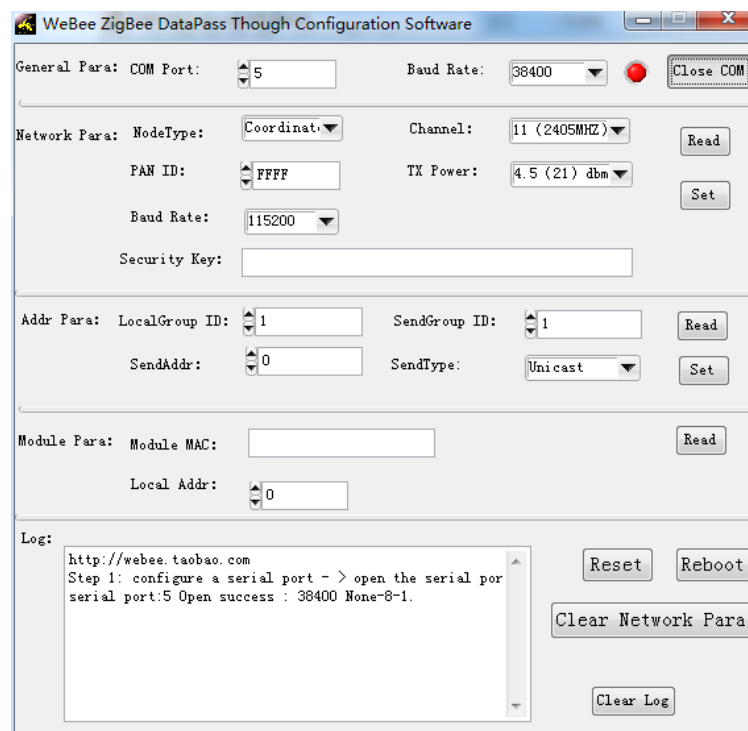 WeBee ZigBee DataPass Though Configuration Software
General Para: COM Port: 5 Baud Rate: 38400 Close COM
Network Para: NodeType: Coordinat Channel: 11 (2405MHZ) Read
PAN ID: FFFF TX Power: 4.5 (21) dbm
Set
Baud Rate: 115200
Security Key:
Addr Para: LocalGroup ID: 1 SendGroup ID: 1 Read
SendAddr: 0 SendType: Unicast Set
Module Para: Module MAC: Read
Local Addr: 0
Log:
http://webee.taobao.com
Step 1: configure a serial port - > open the serial por
serial port:5 Open success : 38400 None-8-1.
Reset Reboot
Clear Network Para
Clear Log